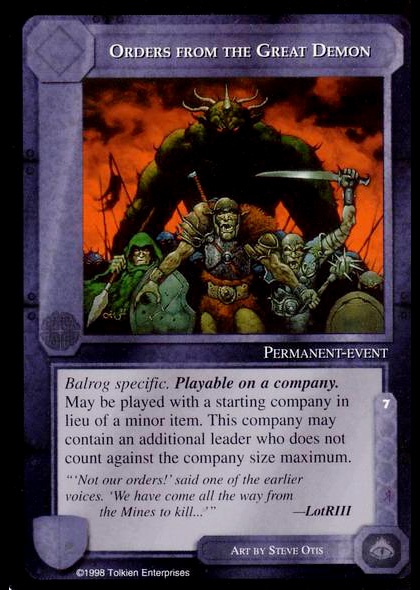 ORDERS FROM THE GREAT DEMON
PERMANENT-EVENT
Balrog specific. Playable on a company.
May be played with a starting company in
lieu of a minor item. This company may
contain an additional leader who does not
count against the company size maximum.
“‘Not our orders!’ said one of the earlier
voices. ‘We have come all the way from
the Mines to kill...’” —LotRIII
7
ART BY STEVE OTIS
©1998 Tolkien Enterprises